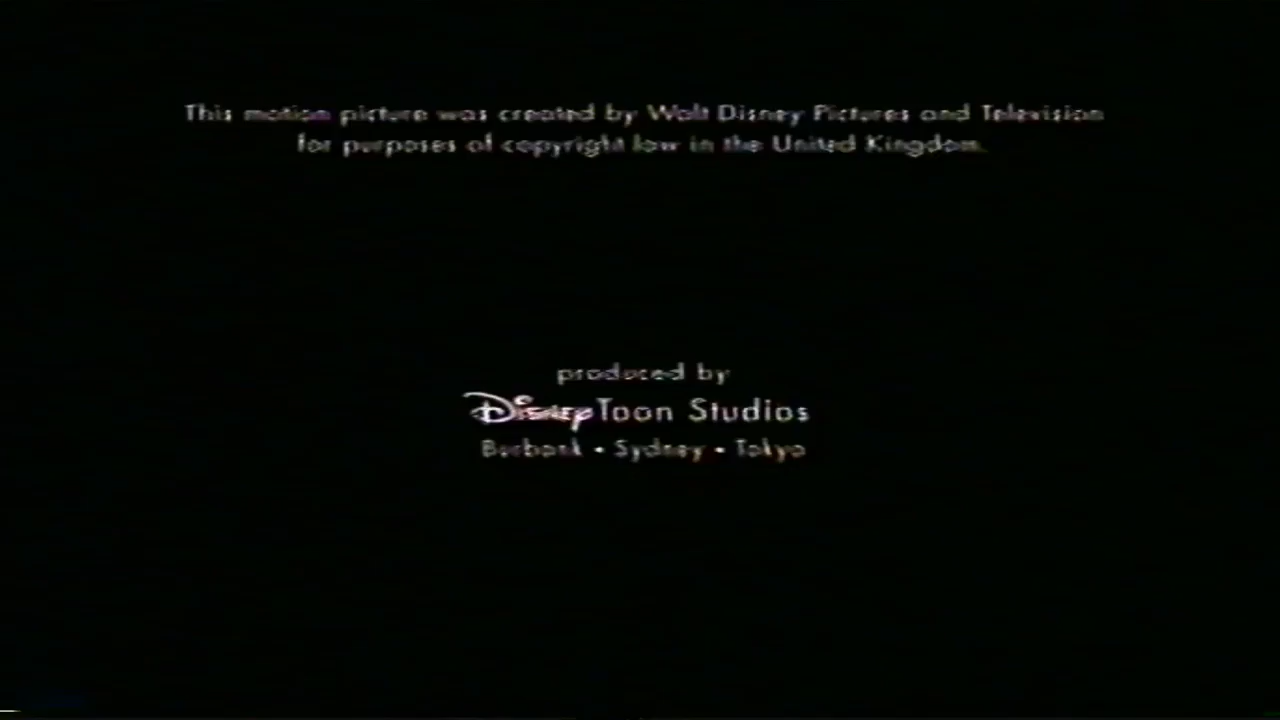 This motion picture was created by Walt Disney Pictures and Television
for purposes of copyright law in the United Kingdom.
produced by
DisneyToon Studios
Burbank • Sydney • Tokyo